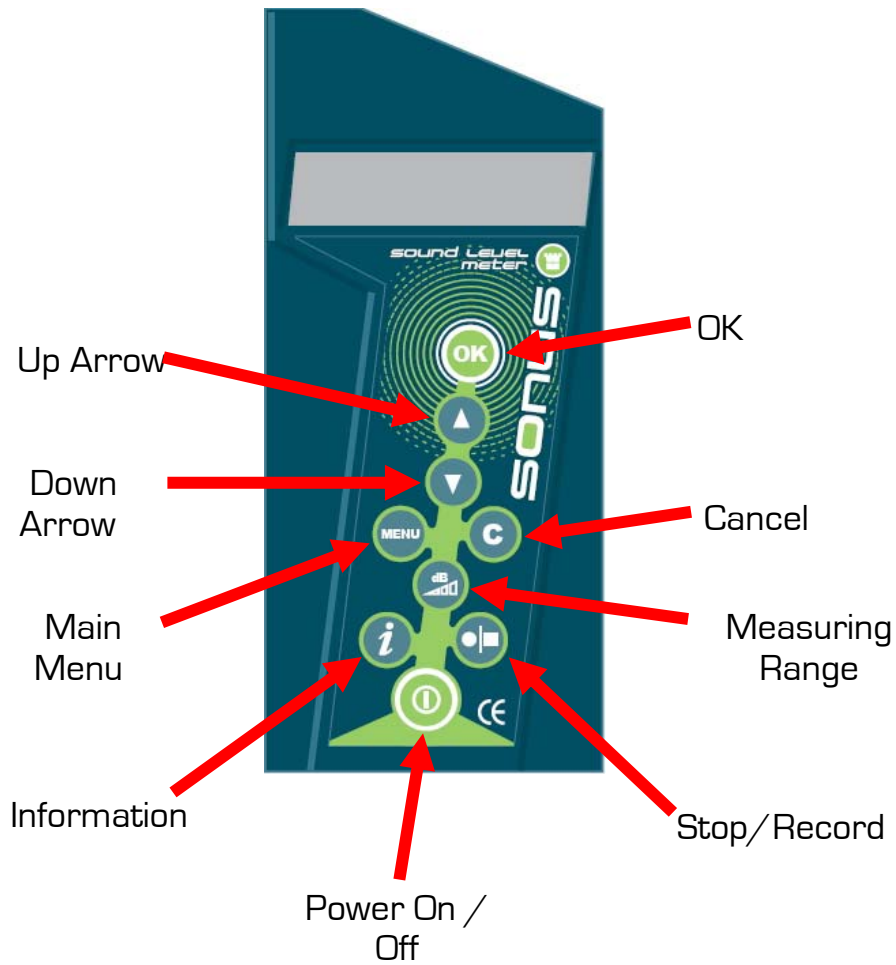 sound level
meter
sonus
OK
OK
Up Arrow
Down
Arrow
MENU
C
Cancel
dB
Main
Menu
Measuring
Range
i
CE
Information
Stop/Record
Power On /
Off